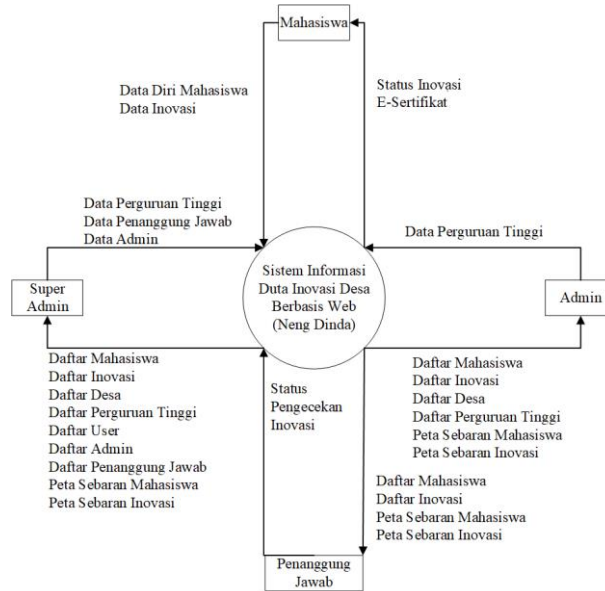 Mahasiswa
Data Diri Mahasiswa
Data Inovasi
Status Inovasi
E-Sertifikat
Data Perguruan Tinggi
Data Penanggung Jawab
Data Admin
Data Perguruan Tinggi
Super
Admin
Sistem Informasi
Duta Inovasi Desa
Berbasis Web
(Neng Dinda)
Admin
Daftar Mahasiswa
Daftar Inovasi
Daftar Desa
Daftar Perguruan Tinggi
Daftar User
Daftar Admin
Daftar Penanggung Jawab
Peta Sebaran Mahasiswa
Peta Sebaran Inovasi
Status
Pengecekan
Inovasi
Daftar Mahasiswa
Daftar Inovasi
Daftar Desa
Daftar Perguruan Tinggi
Peta Sebaran Mahasiswa
Peta Sebaran Inovasi
Daftar Mahasiswa
Daftar Inovasi
Peta Sebaran Mahasiswa
Peta Sebaran Inovasi
Penanggung
Jawab